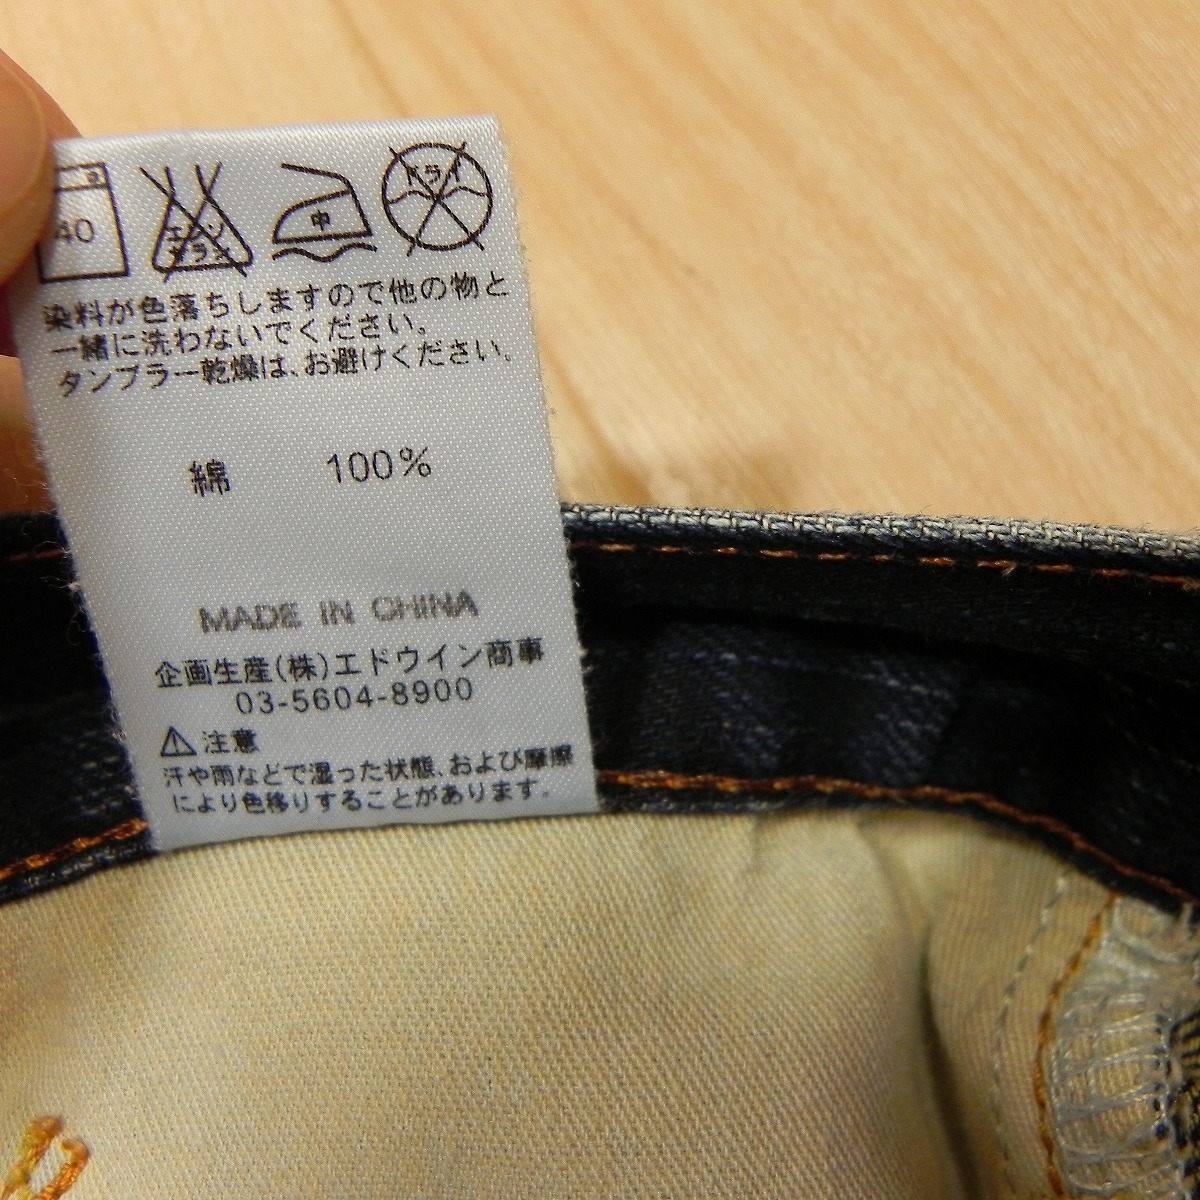 40
エンソ
サラシ
中
ドライ
染料が色落ちしますので他の物と
一緒に洗わないでください。
タンブラー乾燥は、お避けください。
綿 100%
MADE IN CHINA
企画生産(株)エドウイン商事
03-5604-8900
⚠注意
汗や雨などで湿った状態、および摩擦
により色移りすることがあります。